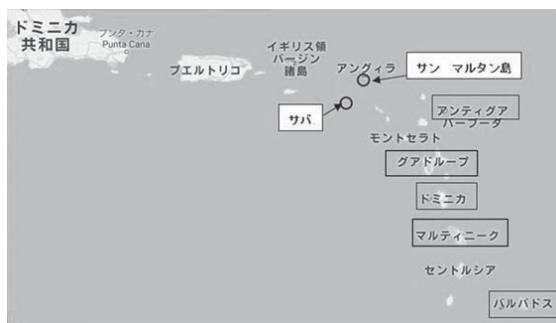 ドミニカ
共和国
プンタ・カナ
Punta Cana
プエルトリコ
イギリス領
バージン
諸島
アングィラ
サン マルタン島
サバ
アンティグア
バーブーダ
モントセラト
グアドループ
ドミニカ
マルティニーク
セントルシア
バルバドス